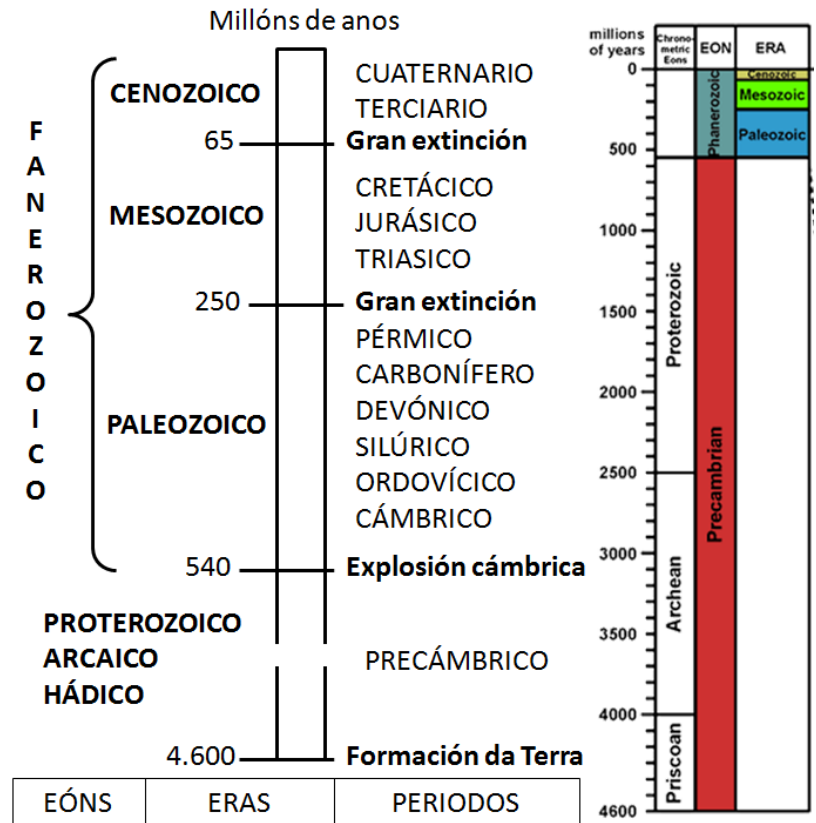 Millóns de anos
FANEROZOICO
CENOZOICO
CUATERNARIO
TERCIARIO
65
Gran extinción
MESOZOICO
CRETÁCICO
JURÁSICO
TRIASICO
250
Gran extinción
PALEOZOICO
PÉRMICO
CARBONÍFERO
DEVÓNICO
SILÚRICO
ORDOVÍCICO
CÁMBRICO
540
Explosión cámbrica
PROTEROZOICO
ARCAICO
HÁDICO
PRECÁMBRICO
4.600
Formación da Terra
EÓNS
ERAS
PERIODOS
millions
of years
Chrono-
metric
Eons
EON
ERA
0
500
1000
1500
2000
2500
3000
3500
4000
4600
Proterozoic
Archean
Priscoan
Phanerozoic
Precambrian
Cenozoic
Mesozoic
Paleozoic